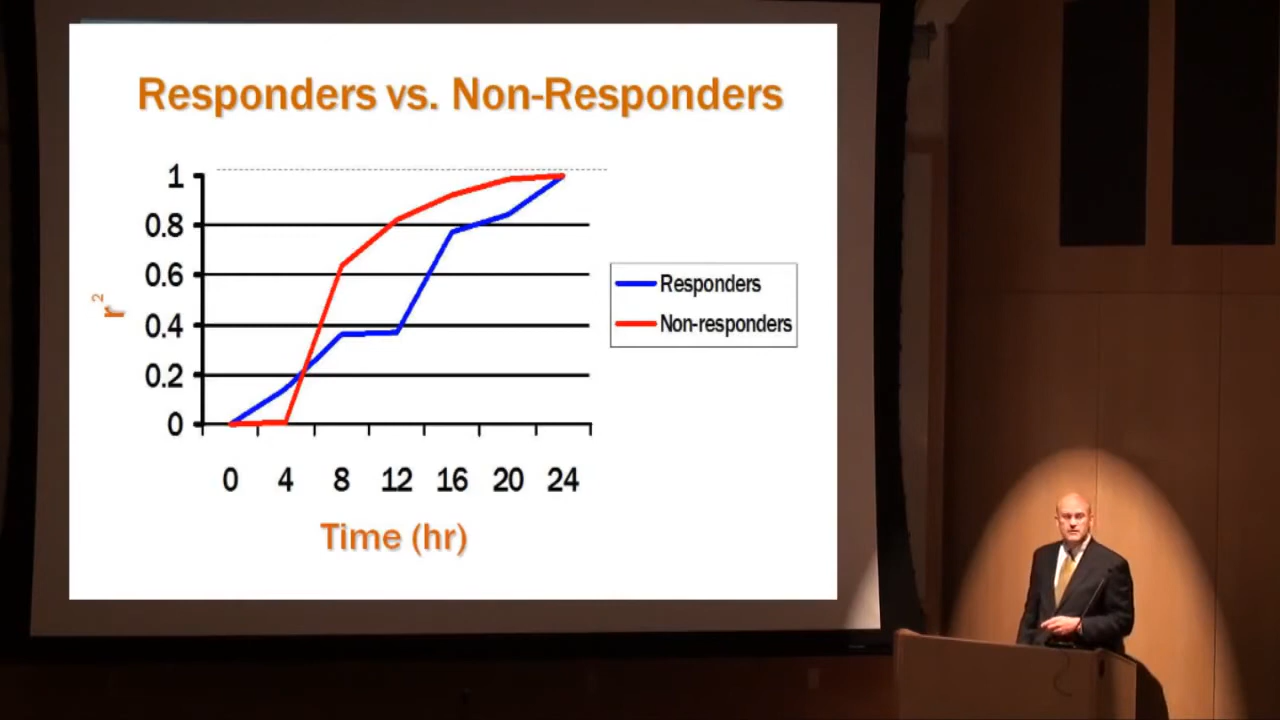 Responders vs. Non-Responders
1
0.8
0.6
0.4
0.2
0
r²
0 4 8 12 16 20 24
Time (hr)
Responders
Non-responders